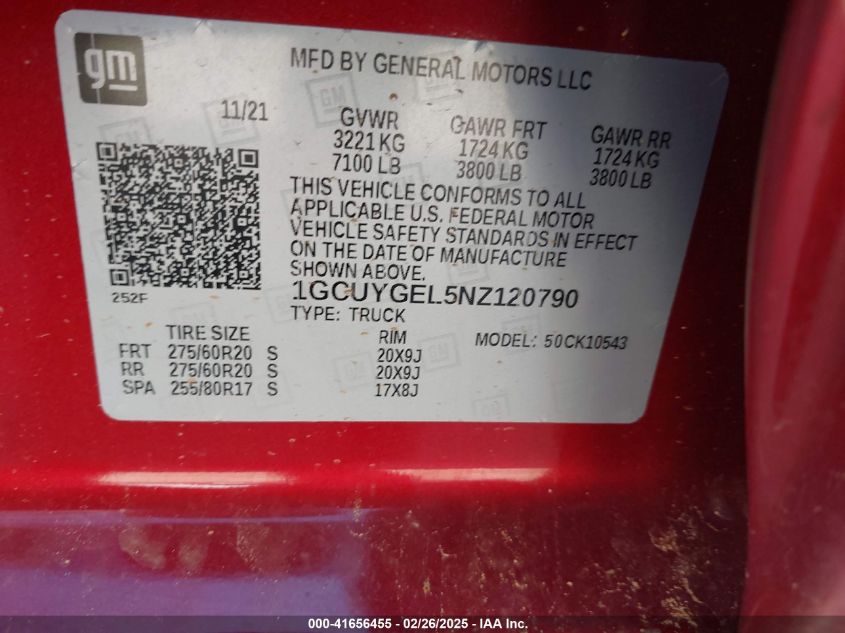 gm
MFD BY GENERAL MOTORS LLC
11/21
GVWR GAWR FRT GAWR RR
3221 KG 1724 KG 1724 KG
7100 LB 3800 LB 3800 LB
THIS VEHICLE CONFORMS TO ALL
APPLICABLE U.S. FEDERAL MOTOR
VEHICLE SAFETY STANDARDS IN EFFECT
ON THE DATE OF MANUFACTURE
SHOWN ABOVE.
252F
1GCUYGEL5NZ120790
TYPE: TRUCK
TIRE SIZE RIM MODEL: 50CK10543
FRT 275/60R20 S 20X9J
RR 275/60R20 S 20X9J
SPA 255/80R17 S 17X8J
000-41656455 - 02/26/2025 - IAA Inc.